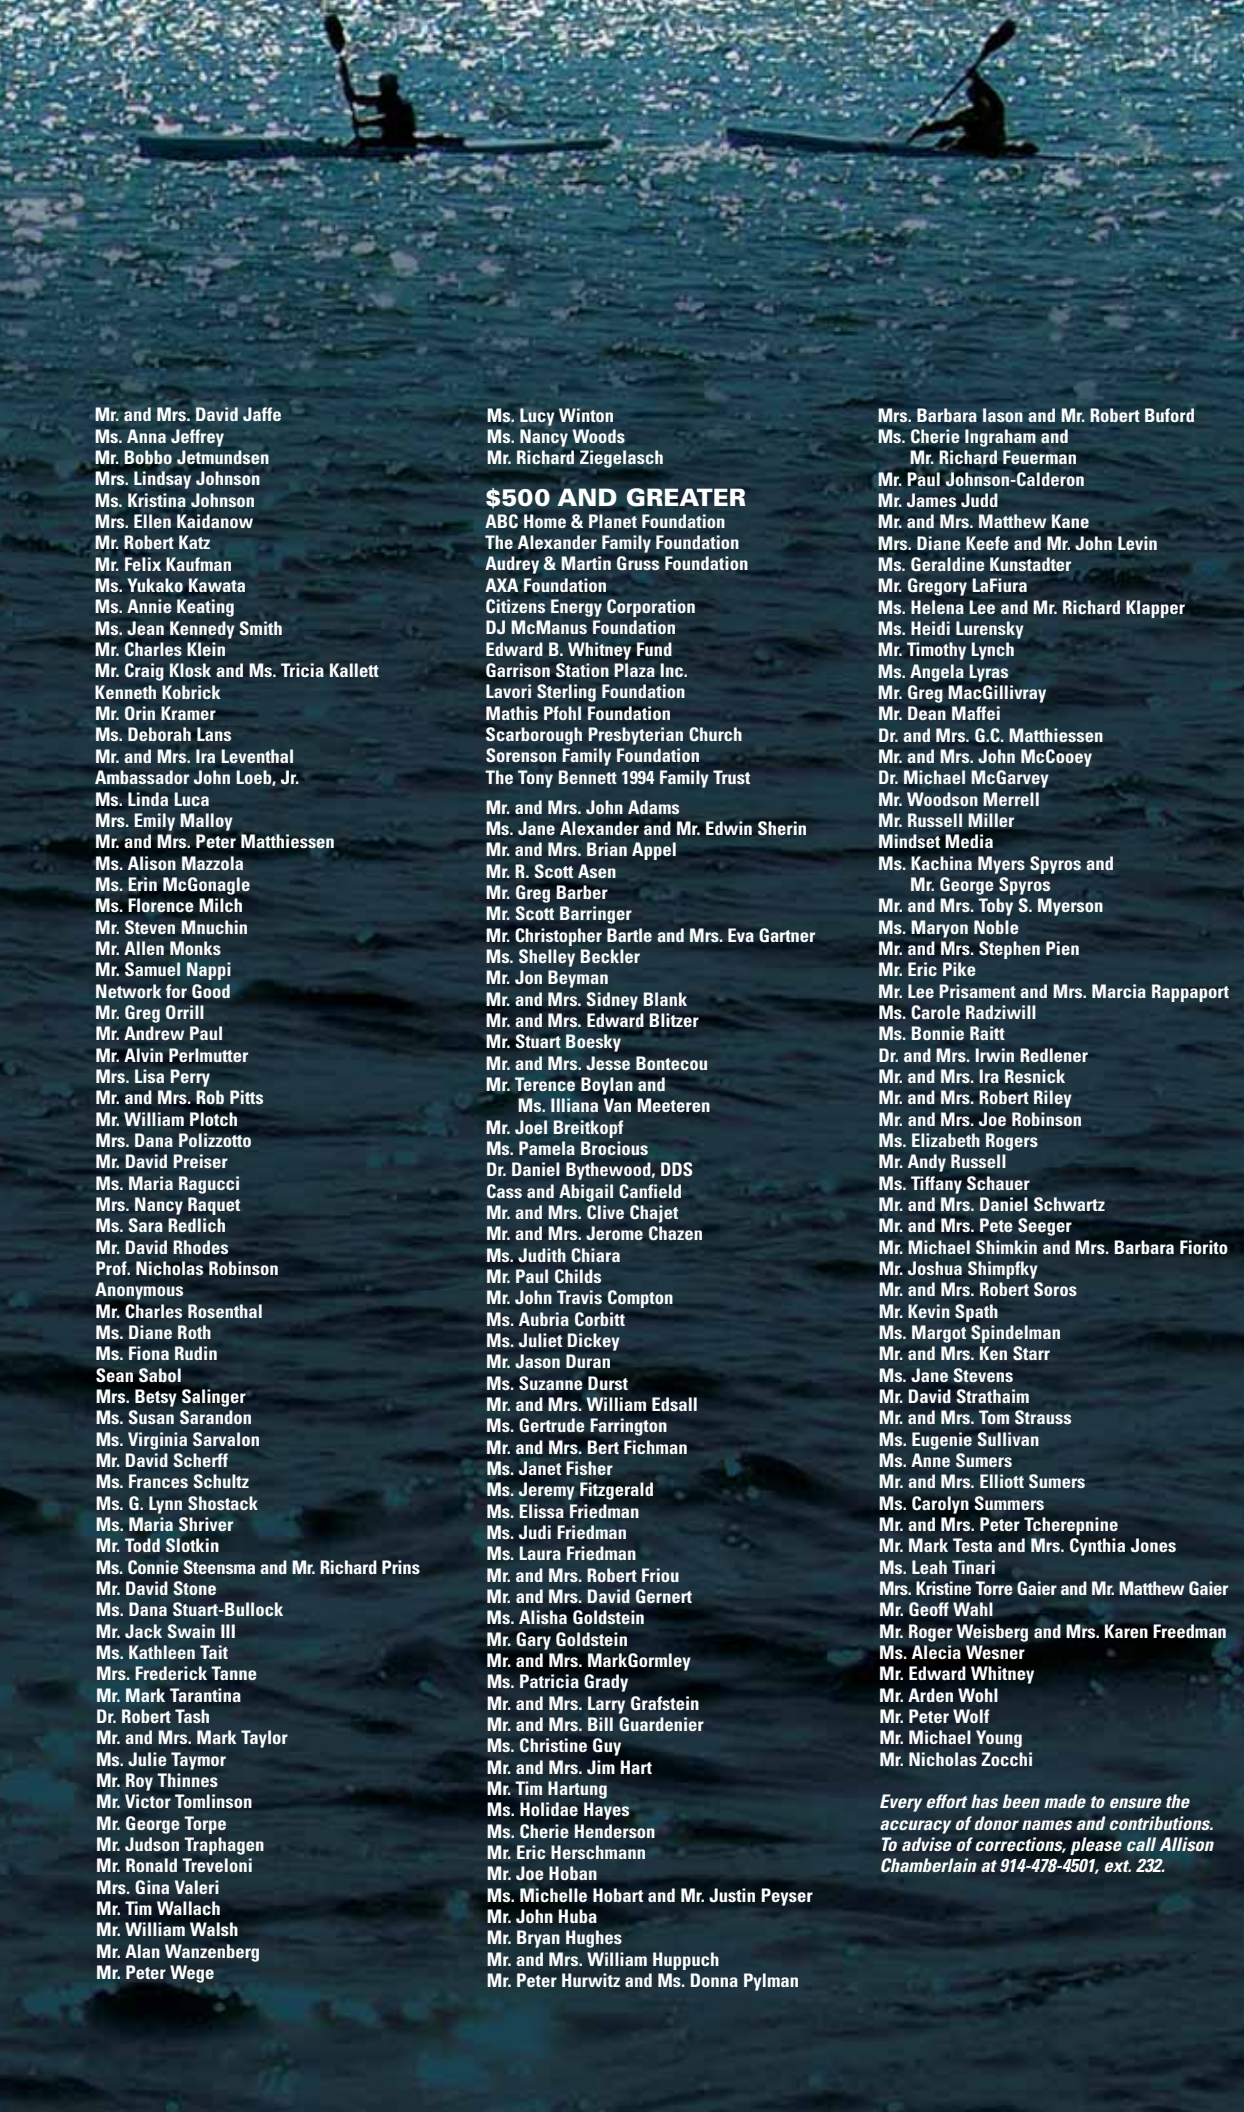 Mr. and Mrs. David Jaffe
Ms. Anna Jeffrey
Mr. Bobbo Jetmundsen
Mrs. Lindsay Johnson
Ms. Kristina Johnson
Mrs. Ellen Kaidanow
Mr. Robert Katz
Mr. Felix Kaufman
Ms. Yukako Kawata
Ms. Annie Keating
Ms. Jean Kennedy Smith
Mr. Charles Klein
Mr. Craig Klosk and Ms. Tricia Kallett
Kenneth Kobrick
Mr. Orin Kramer
Ms. Deborah Lans
Mr. and Mrs. Ira Leventhal
Ambassador John Loeb, Jr.
Ms. Linda Luca
Mrs. Emily Malloy
Mr. and Mrs. Peter Matthiessen
Ms. Alison Mazzola
Ms. Erin McGonagle
Ms. Florence Milch
Mr. Steven Mnuchin
Mr. Allen Monks
Mr. Samuel Nappi
Network for Good
Mr. Greg Orrill
Mr. Andrew Paul
Mr. Alvin Perlmutter
Mrs. Lisa Perry
Mr. and Mrs. Rob Pitts
Mr. William Plotch
Mrs. Dana Polizzotto
Mr. David Preiser
Ms. Maria Ragucci
Mrs. Nancy Raquet
Ms. Sara Redlich
Mr. David Rhodes
Prof. Nicholas Robinson
Anonymous
Mr. Charles Rosenthal
Ms. Diane Roth
Ms. Fiona Rudin
Sean Sabol
Mrs. Betsy Salinger
Ms. Susan Sarandon
Ms. Virginia Sarvalon
Mr. David Scherff
Ms. Frances Schultz
Ms. G. Lynn Shostack
Ms. Maria Shriver
Mr. Todd Slotkin
Ms. Connie Steensma and Mr. Richard Prins
Mr. David Stone
Ms. Dana Stuart-Bullock
Mr. Jack Swain III
Ms. Kathleen Tait
Mrs. Frederick Tanne
Mr. Mark Tarantina
Dr. Robert Tash
Mr. and Mrs. Mark Taylor
Ms. Julie Taymor
Mr. Roy Thinnes
Mr. Victor Tomlinson
Mr. George Torpe
Mr. Judson Traphagen
Mr. Ronald Treveloni
Mrs. Gina Valeri
Mr. Tim Wallach
Mr. William Walsh
Mr. Alan Wanzenberg
Mr. Peter Wege
Ms. Lucy Winton
Ms. Nancy Woods
Mr. Richard Ziegelasch
$500 AND GREATER
ABC Home & Planet Foundation
The Alexander Family Foundation
Audrey & Martin Gruss Foundation
AXA Foundation
Citizens Energy Corporation
DJ McManus Foundation
Edward B. Whitney Fund
Garrison Station Plaza Inc.
Lavori Sterling Foundation
Mathis Pfohl Foundation
Scarborough Presbyterian Church
Sorenson Family Foundation
The Tony Bennett 1994 Family Trust
Mr. and Mrs. John Adams
Ms. Jane Alexander and Mr. Edwin Sherin
Mr. and Mrs. Brian Appel
Mr. R. Scott Asen
Mr. Greg Barber
Mr. Scott Barringer
Mr. Christopher Bartle and Mrs. Eva Gartner
Ms. Shelley Beckler
Mr. Jon Beyman
Mr. and Mrs. Sidney Blank
Mr. and Mrs. Edward Blitzer
Mr. Stuart Boesky
Mr. and Mrs. Jesse Bontecou
Mr. Terence Boylan and
Ms. Illiana Van Meeteren
Mr. Joel Breitkopf
Ms. Pamela Brocious
Dr. Daniel Bythewood, DDS
Cass and Abigail Canfield
Mr. and Mrs. Clive Chajet
Mr. and Mrs. Jerome Chazen
Ms. Judith Chiara
Mr. Paul Childs
Mr. John Travis Compton
Ms. Aubria Corbitt
Ms. Juliet Dickey
Mr. Jason Duran
Ms. Suzanne Durst
Mr. and Mrs. William Edsall
Ms. Gertrude Farrington
Mr. and Mrs. Bert Fichman
Ms. Janet Fisher
Ms. Jeremy Fitzgerald
Ms. Elissa Friedman
Ms. Judi Friedman
Ms. Laura Friedman
Mr. and Mrs. Robert Friou
Mr. and Mrs. David Gernert
Ms. Alisha Goldstein
Mr. Gary Goldstein
Mr. and Mrs. MarkGormley
Ms. Patricia Grady
Mr. and Mrs. Larry Grafstein
Mr. and Mrs. Bill Guardenier
Ms. Christine Guy
Mr. and Mrs. Jim Hart
Mr. Tim Hartung
Ms. Holidae Hayes
Ms. Cherie Henderson
Mr. Eric Herschmann
Mr. Joe Hoban
Ms. Michelle Hobart and Mr. Justin Peyser
Mr. John Huba
Mr. Bryan Hughes
Mr. and Mrs. William Huppuch
Mr. Peter Hurwitz and Ms. Donna Pylman
Mrs. Barbara Iason and Mr. Robert Buford
Ms. Cherie Ingraham and
Mr. Richard Feuerman
Mr. Paul Johnson-Calderon
Mr. James Judd
Mr. and Mrs. Matthew Kane
Mrs. Diane Keefe and Mr. John Levin
Ms. Geraldine Kunstadter
Mr. Gregory LaFiura
Ms. Helena Lee and Mr. Richard Klapper
Ms. Heidi Lurensky
Mr. Timothy Lynch
Ms. Angela Lyras
Mr. Greg MacGillivray
Mr. Dean Maffei
Dr. and Mrs. G.C. Matthiessen
Mr. and Mrs. John McCooey
Dr. Michael McGarvey
Mr. Woodson Merrell
Mr. Russell Miller
Mindset Media
Ms. Kachina Myers Spyros and
Mr. George Spyros
Mr. and Mrs. Toby S. Myerson
Ms. Maryon Noble
Mr. and Mrs. Stephen Pien
Mr. Eric Pike
Mr. Lee Prisament and Mrs. Marcia Rappaport
Ms. Carole Radziwill
Ms. Bonnie Raitt
Dr. and Mrs. Irwin Redlener
Mr. and Mrs. Ira Resnick
Mr. and Mrs. Robert Riley
Mr. and Mrs. Joe Robinson
Ms. Elizabeth Rogers
Mr. Andy Russell
Ms. Tiffany Schauer
Mr. and Mrs. Daniel Schwartz
Mr. and Mrs. Pete Seeger
Mr. Michael Shimkin and Mrs. Barbara Fiorito
Mr. Joshua Shimpfky
Mr. and Mrs. Robert Soros
Mr. Kevin Spath
Ms. Margot Spindelman
Mr. and Mrs. Ken Starr
Ms. Jane Stevens
Mr. David Strathaim
Mr. and Mrs. Tom Strauss
Ms. Eugenie Sullivan
Ms. Anne Sumers
Mr. and Mrs. Elliott Sumers
Ms. Carolyn Summers
Mr. and Mrs. Peter Tcherepnine
Mr. Mark Testa and Mrs. Cynthia Jones
Ms. Leah Tinari
Mrs. Kristine Torre Gaier and Mr. Matthew Gaier
Mr. Geoff Wahl
Mr. Roger Weisberg and Mrs. Karen Freedman
Ms. Alecia Wesner
Mr. Edward Whitney
Mr. Arden Wohl
Mr. Peter Wolf
Mr. Michael Young
Mr. Nicholas Zocchi
Every effort has been made to ensure the
accuracy of donor names and contributions.
To advise of corrections, please call Allison
Chamberlain at 914-478-4501, ext. 232.